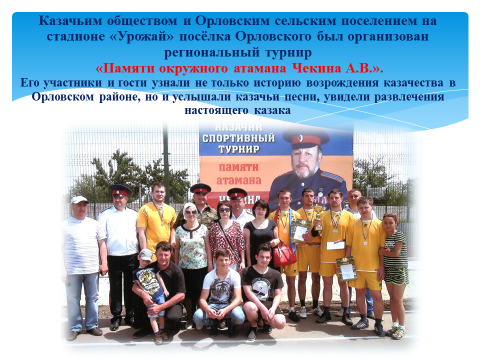 Казачьим обществом и Орловским сельским поселением на
стадионе «Урожай» посёлка Орловского был организован
региональный турнир
«Памяти окружного атамана Чекина А.В.».
Его участники и гости узнали не только историю возрождения казачества в
Орловском районе, но и услышали казачьи песни, увидели развлечения
настоящего казака
КАЗАЧИЙ
СПОРТИВНЫЙ
ТУРНИР
ПАМЯТИ
АТАМАНА